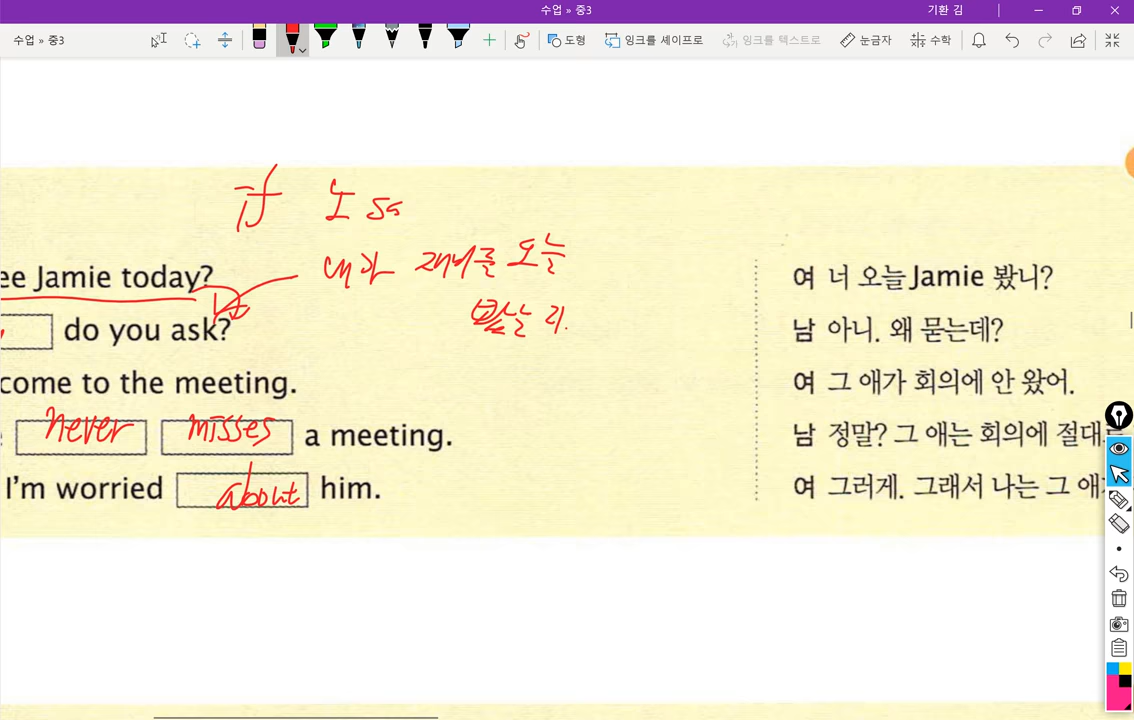 수업 » 중3
기환 김
수업 » 중3
도형
잉크를 셰이프로
잉크를 텍스트로
눈금자
수학
if
ee Jamie today?
내가 재미를 오늘
do you ask?
come to the meeting.
never misses a meeting.
I'm worried about him.
여 너 오늘 Jamie 봤니?
남 아니. 왜 묻는데?
여 그 애가 회의에 안 왔어.
남 정말? 그 애는 회의에 절대
여 그러게. 그래서 나는 그 애